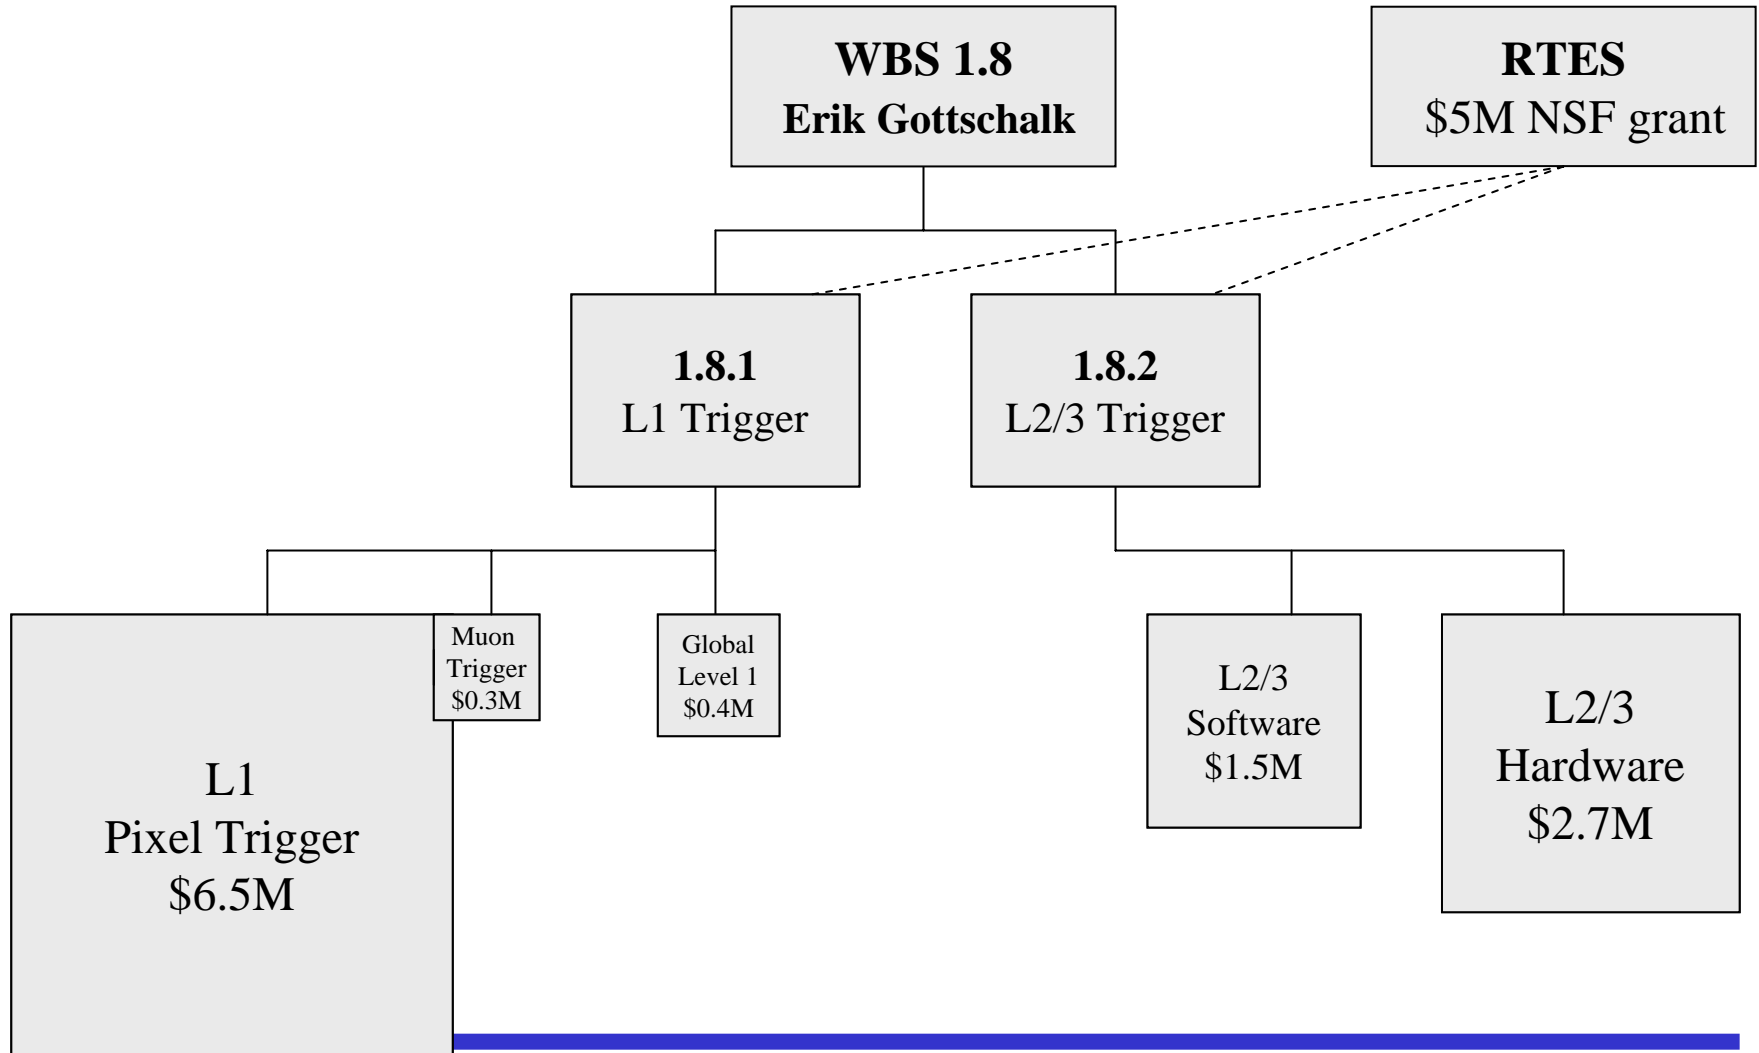 WBS 1.8
Erik Gottschalk
RTES
$5M NSF grant
1.8.1
L1 Trigger
1.8.2
L2/3 Trigger
L1
Pixel Trigger
$6.5M
Muon
Trigger
$0.3M
Global
Level 1
$0.4M
L2/3
Software
$1.5M
L2/3
Hardware
$2.7M